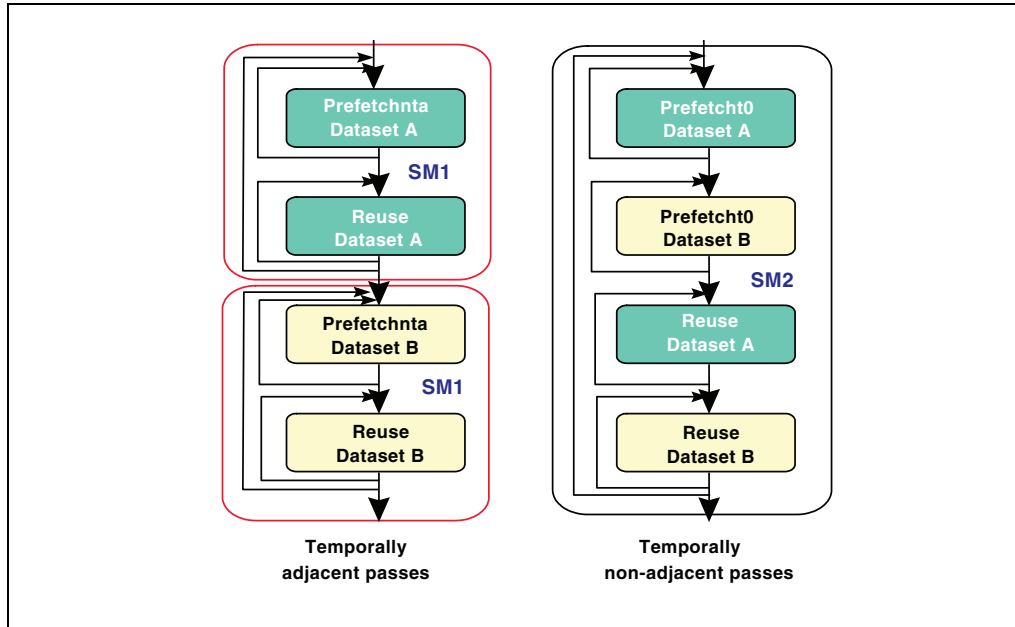 Prefetchnta
Dataset A
SM1
Reuse
Dataset A
Prefetchnta
Dataset B
SM1
Reuse
Dataset B
Temporally
adjacent passes
Prefetcht0
Dataset A
Prefetcht0
Dataset B
SM2
Reuse
Dataset A
Reuse
Dataset B
Temporally
non-adjacent passes